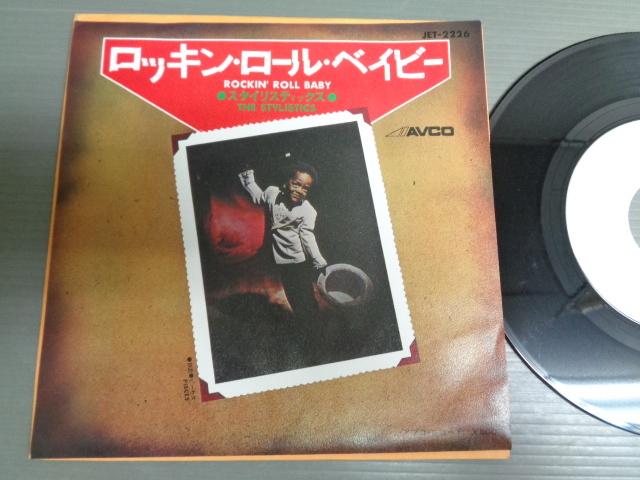 JET-2226
ロッキン・ロール・ベイビー
ROCKIN' ROLL BABY
●スタイリスティックス●
THE STYLISTICS
AVCO
PIECES